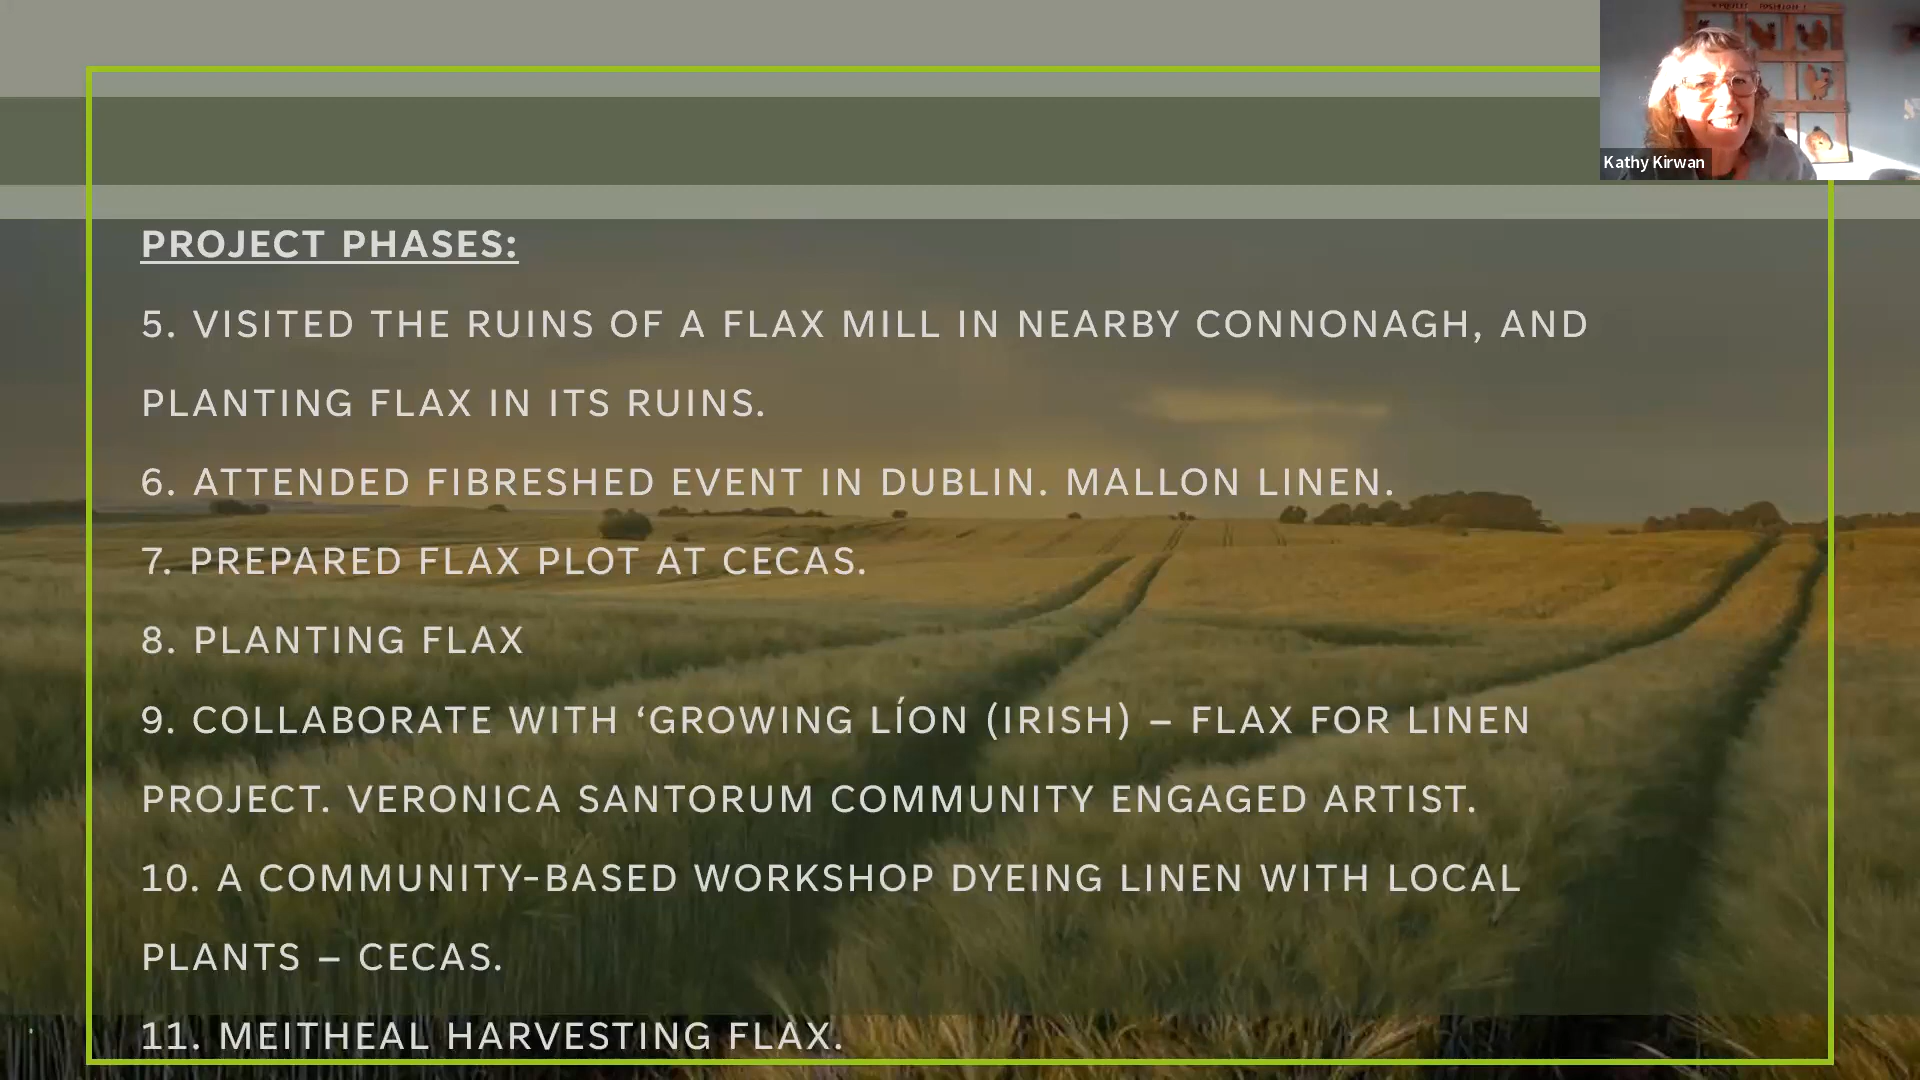 Kathy Kirwan
PROJECT PHASES:
5. VISITED THE RUINS OF A FLAX MILL IN NEARBY CONNONAGH, AND
PLANTING FLAX IN ITS RUINS.
6. ATTENDED FIBRESHED EVENT IN DUBLIN. MALLON LINEN.
7. PREPARED FLAX PLOT AT CECAS.
8. PLANTING FLAX
9. COLLABORATE WITH ‘GROWING LÍON (IRISH) – FLAX FOR LINEN
PROJECT. VERONICA SANTORUM COMMUNITY ENGAGED ARTIST.
10. A COMMUNITY-BASED WORKSHOP DYEING LINEN WITH LOCAL
PLANTS – CECAS.
11. MEITHEAL HARVESTING FLAX.